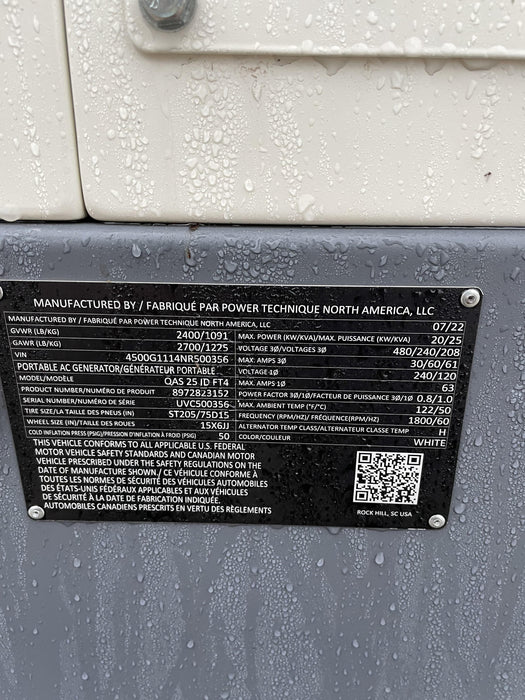 MANUFACTURED BY / FABRIQUÉ PAR POWER TECHNIQUE NORTH AMERICA, LLC
MANUFACTURED BY / FABRIQUÉ PAR POWER TECHNIQUE NORTH AMERICA, LLC 07/22
GVWR (LB/KG) 2400/1091 MAX. POWER (KW/KVA)/MAX. PUISSANCE (KW/KVA) 20/25
GAWR (LB/KG) 2700/1225 VOLTAGE 3Ø/VOLTAGES 3Ø 480/240/208
VIN 4500G1114NR500356 MAX. AMPS 3Ø 30/60/61
PORTABLE AC GENERATOR/GÉNÉRATEUR PORTABLE VOLTAGE 1Ø 240/120
MODEL/MODÈLE QAS 25 ID FT4 MAX. AMPS 1Ø 63
PRODUCT NUMBER/NUMÉRO DE PRODUIT 8972823152 POWER FACTOR 3Ø/1Ø/FACTEUR DE PUISSANCE 3Ø/1Ø 0.8/1.0
SERIAL NUMBER/NUMÉRO DE SÉRIE UVC500356 MAX. AMBIENT TEMP (°F/°C) 122/50
TIRE SIZE/LA TAILLE DES PNEUS (IN) ST205/75D15 FREQUENCY (RPM/HZ)/ FRÉQUENCE(RPM/HZ) 1800/60
WHEEL SIZE/TAILLE DES ROUES 15X6JJ ALTERNATOR TEMP CLASS/ALTERNATEUR CLASSE TEMP H
COLD INFLATION PRESS (PSIG)/PRESSION D'INFLATION À FROID (PSIG) 50 COLOR/COULEUR WHITE
THIS VEHICLE CONFORMS TO ALL APPLICABLE U.S. FEDERAL
MOTOR VEHICLE SAFETY STANDARDS AND CANADIAN MOTOR
VEHICLE PRESCRIBED UNDER THE SAFETY REGULATIONS ON THE
DATE OF MANUFACTURE SHOWN / CE VÉHICULE CONFORME À
TOUTES LES NORMES DE SÉCURITÉ DES VÉHICULES AUTOMOBILES
DES ÉTATS-UNIS FÉDÉRAUX APPLICABLES ET AUX VÉHICULES
DE SÉCURITÉ À LA DATE DE FABRICATION INDIQUÉE.
AUTOMOBILES CANADIENS PRESCRITS EN VERTU DES RÈGLEMENTS
ROCK HILL, SC USA